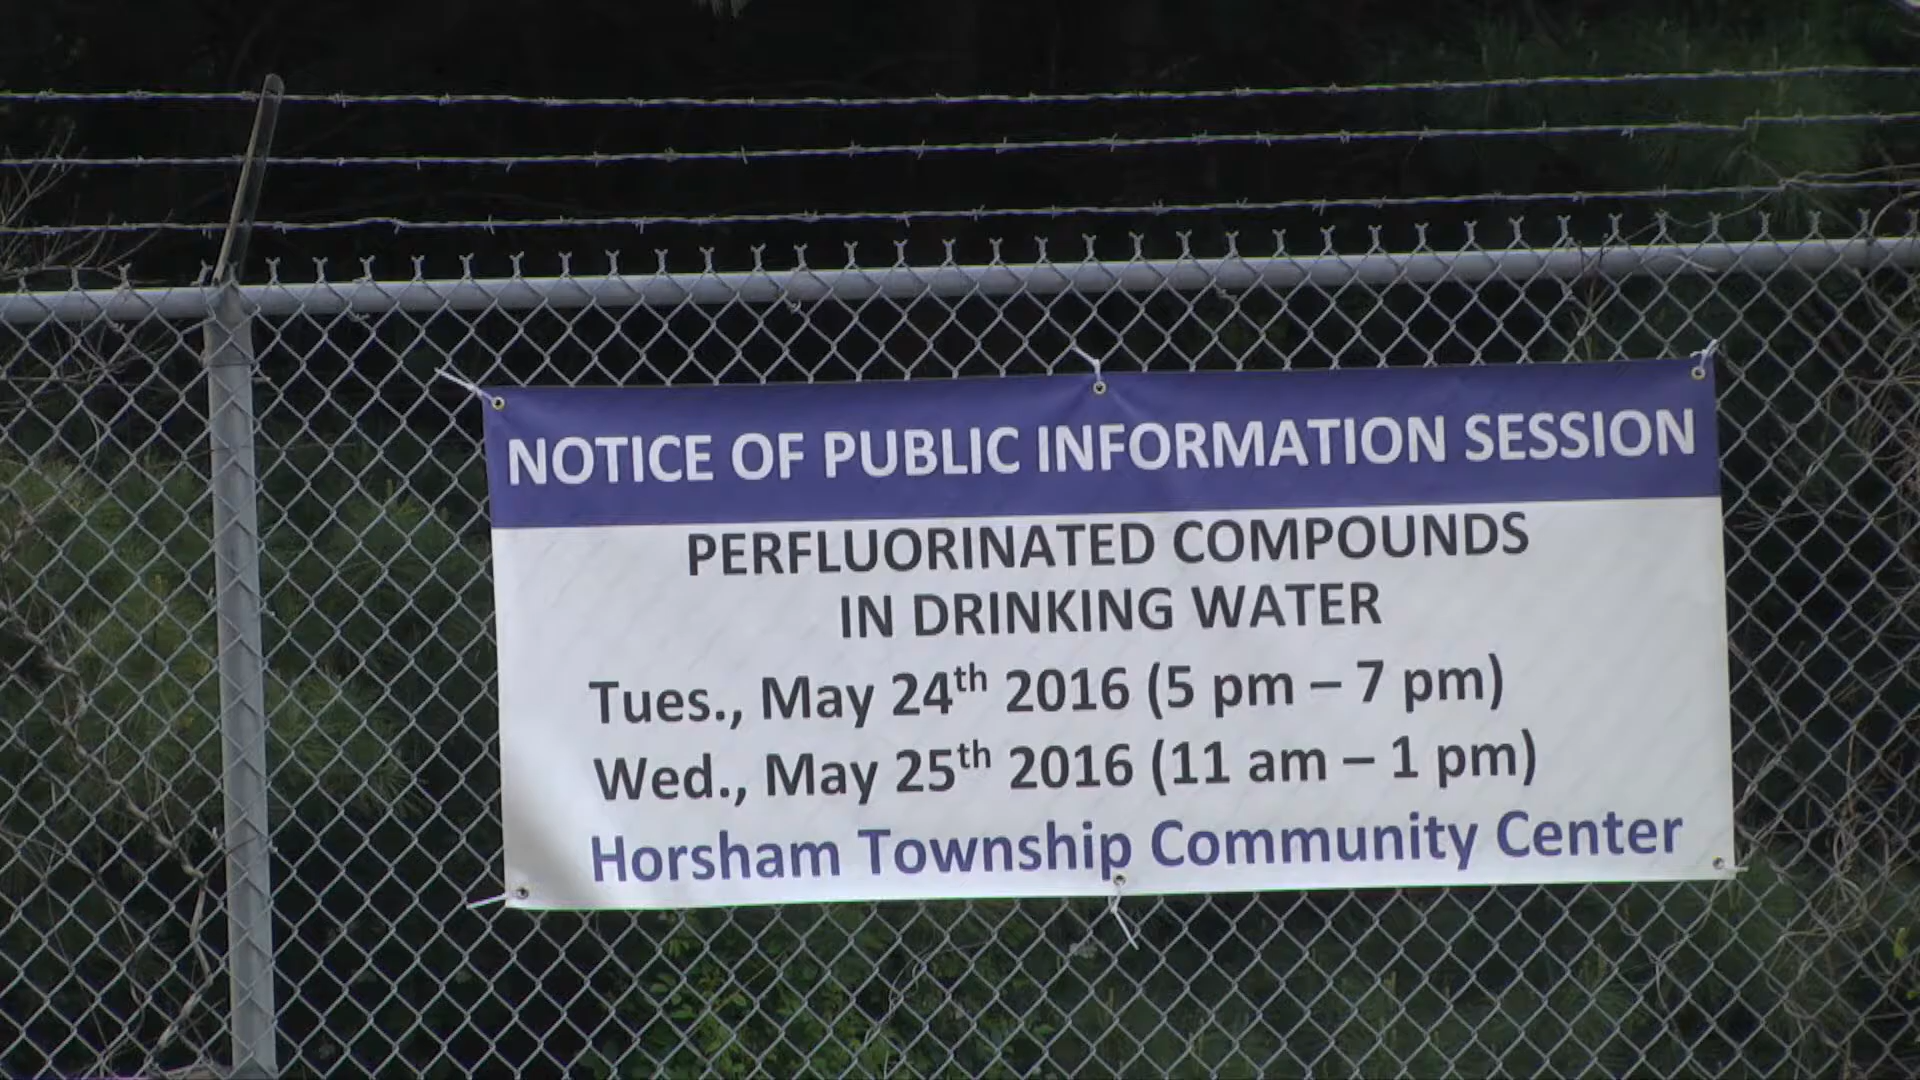 NOTICE OF PUBLIC INFORMATION SESSION
PERFLUORINATED COMPOUNDS
IN DRINKING WATER
Tues., May 24th 2016 (5 pm – 7 pm)
Wed., May 25th 2016 (11 am – 1 pm)
Horsham Township Community Center